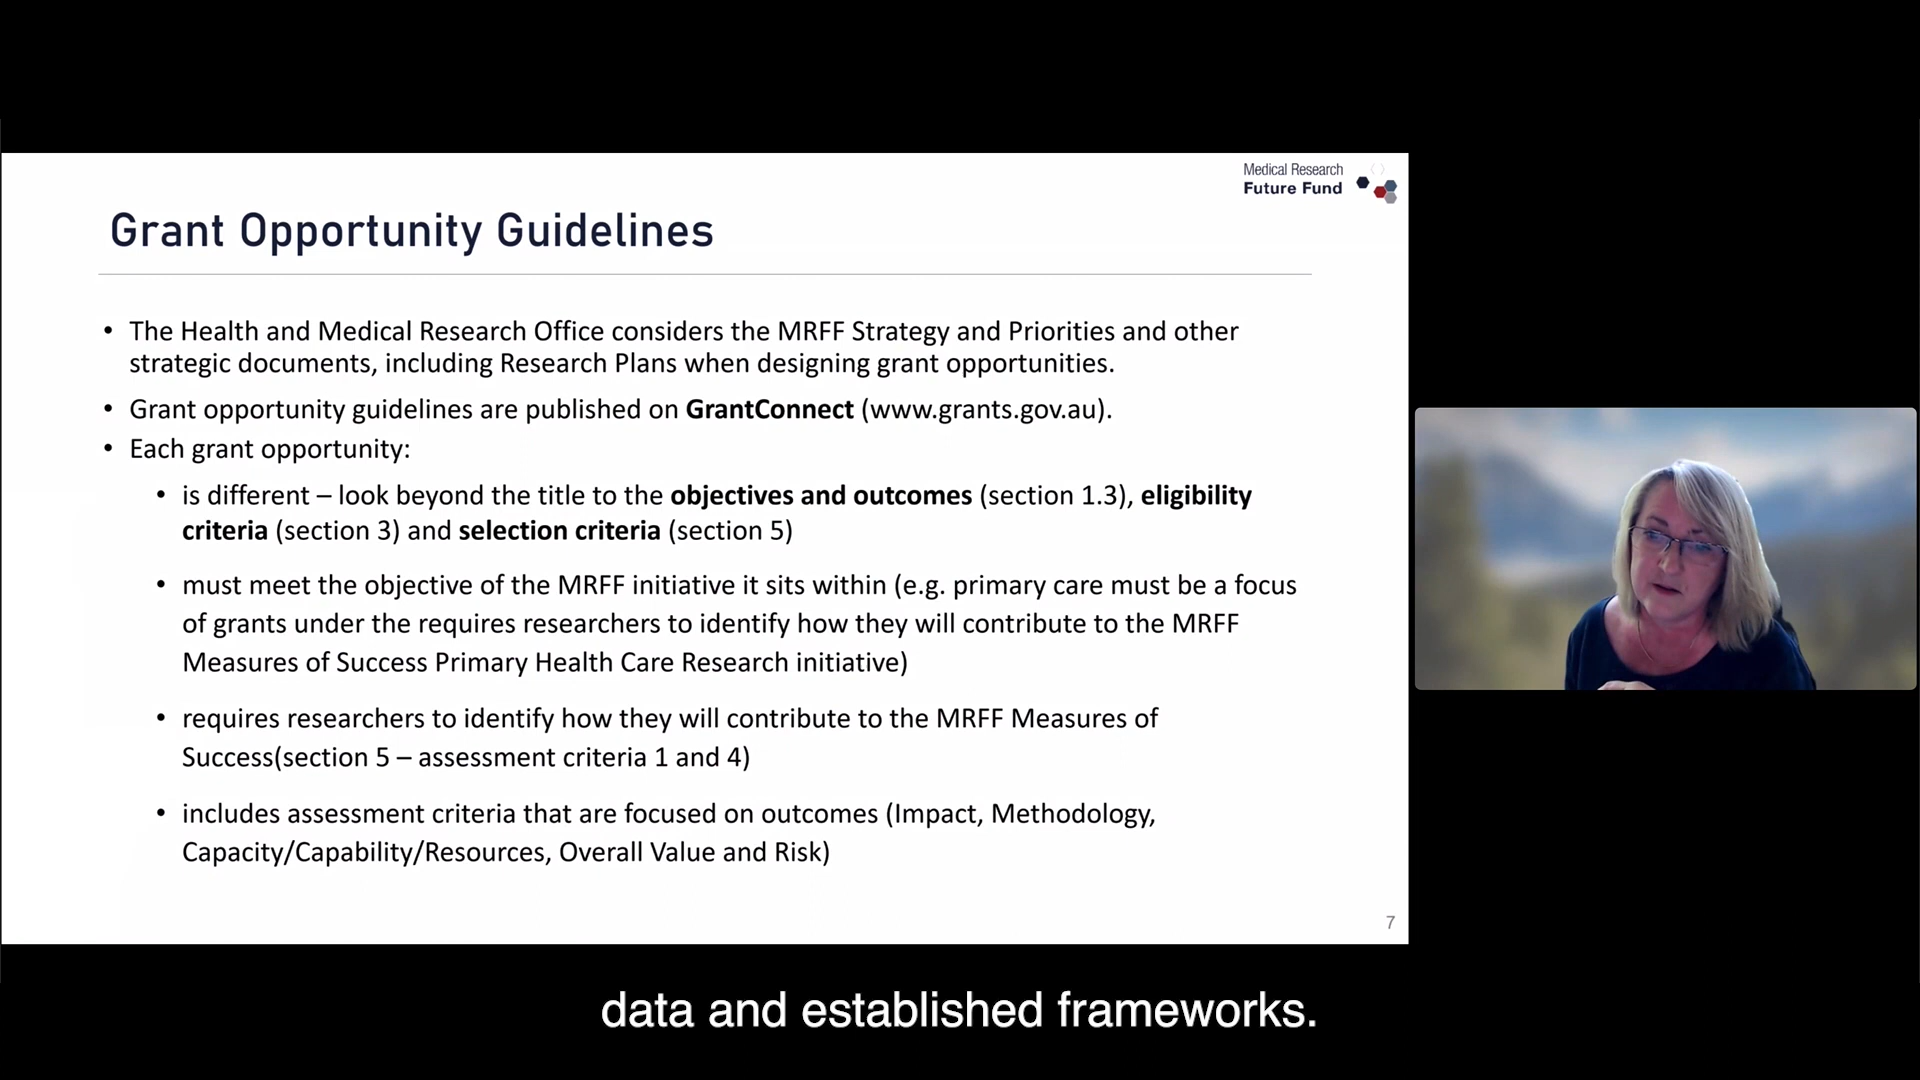 Medical Research
Future Fund
Grant Opportunity Guidelines
• The Health and Medical Research Office considers the MRFF Strategy and Priorities and other
strategic documents, including Research Plans when designing grant opportunities.
• Grant opportunity guidelines are published on GrantConnect (www.grants.gov.au).
• Each grant opportunity:
• is different – look beyond the title to the objectives and outcomes (section 1.3), eligibility
criteria (section 3) and selection criteria (section 5)
• must meet the objective of the MRFF initiative it sits within (e.g. primary care must be a focus
of grants under the requires researchers to identify how they will contribute to the MRFF
Measures of Success Primary Health Care Research initiative)
• requires researchers to identify how they will contribute to the MRFF Measures of
Success(section 5 – assessment criteria 1 and 4)
• includes assessment criteria that are focused on outcomes (Impact, Methodology,
Capacity/Capability/Resources, Overall Value and Risk)
7
data and established frameworks.